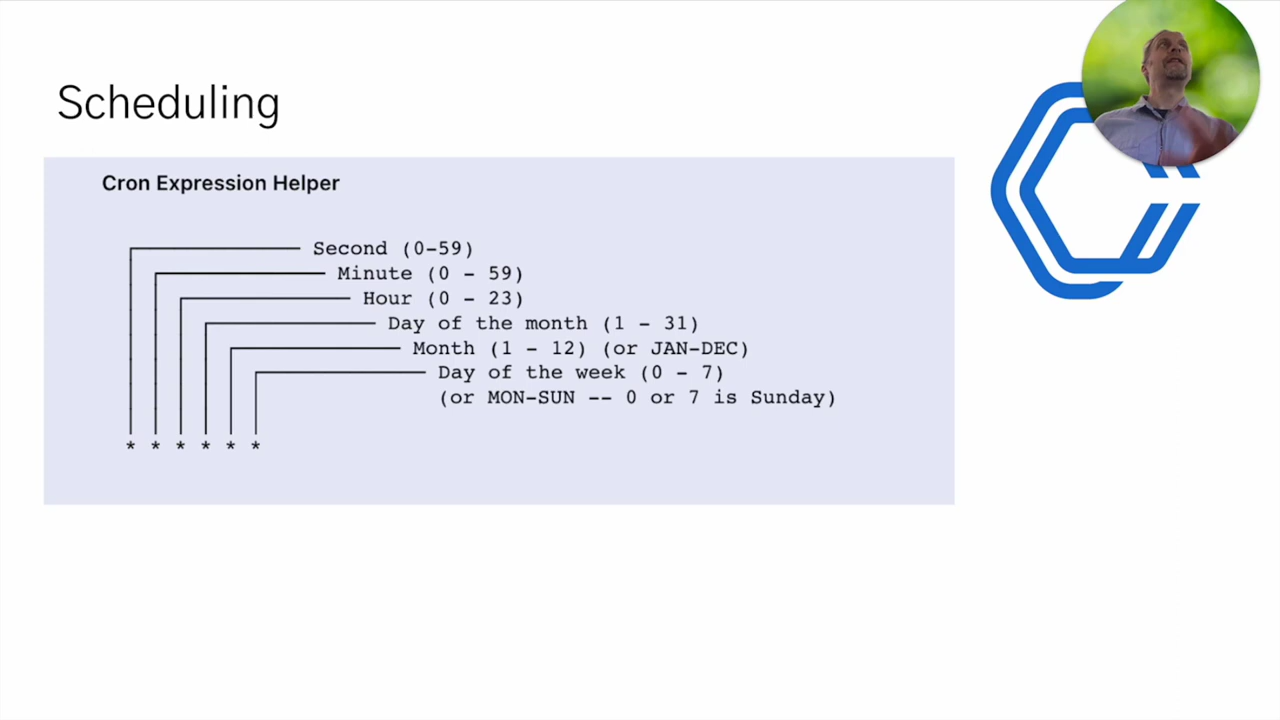 Scheduling
Cron Expression Helper
Second (0-59)
Minute (0 - 59)
Hour (0 - 23)
Day of the month (1 - 31)
Month (1 - 12) (or JAN-DEC)
Day of the week (0 - 7)
(or MON-SUN -- 0 or 7 is Sunday)
* * * * * *